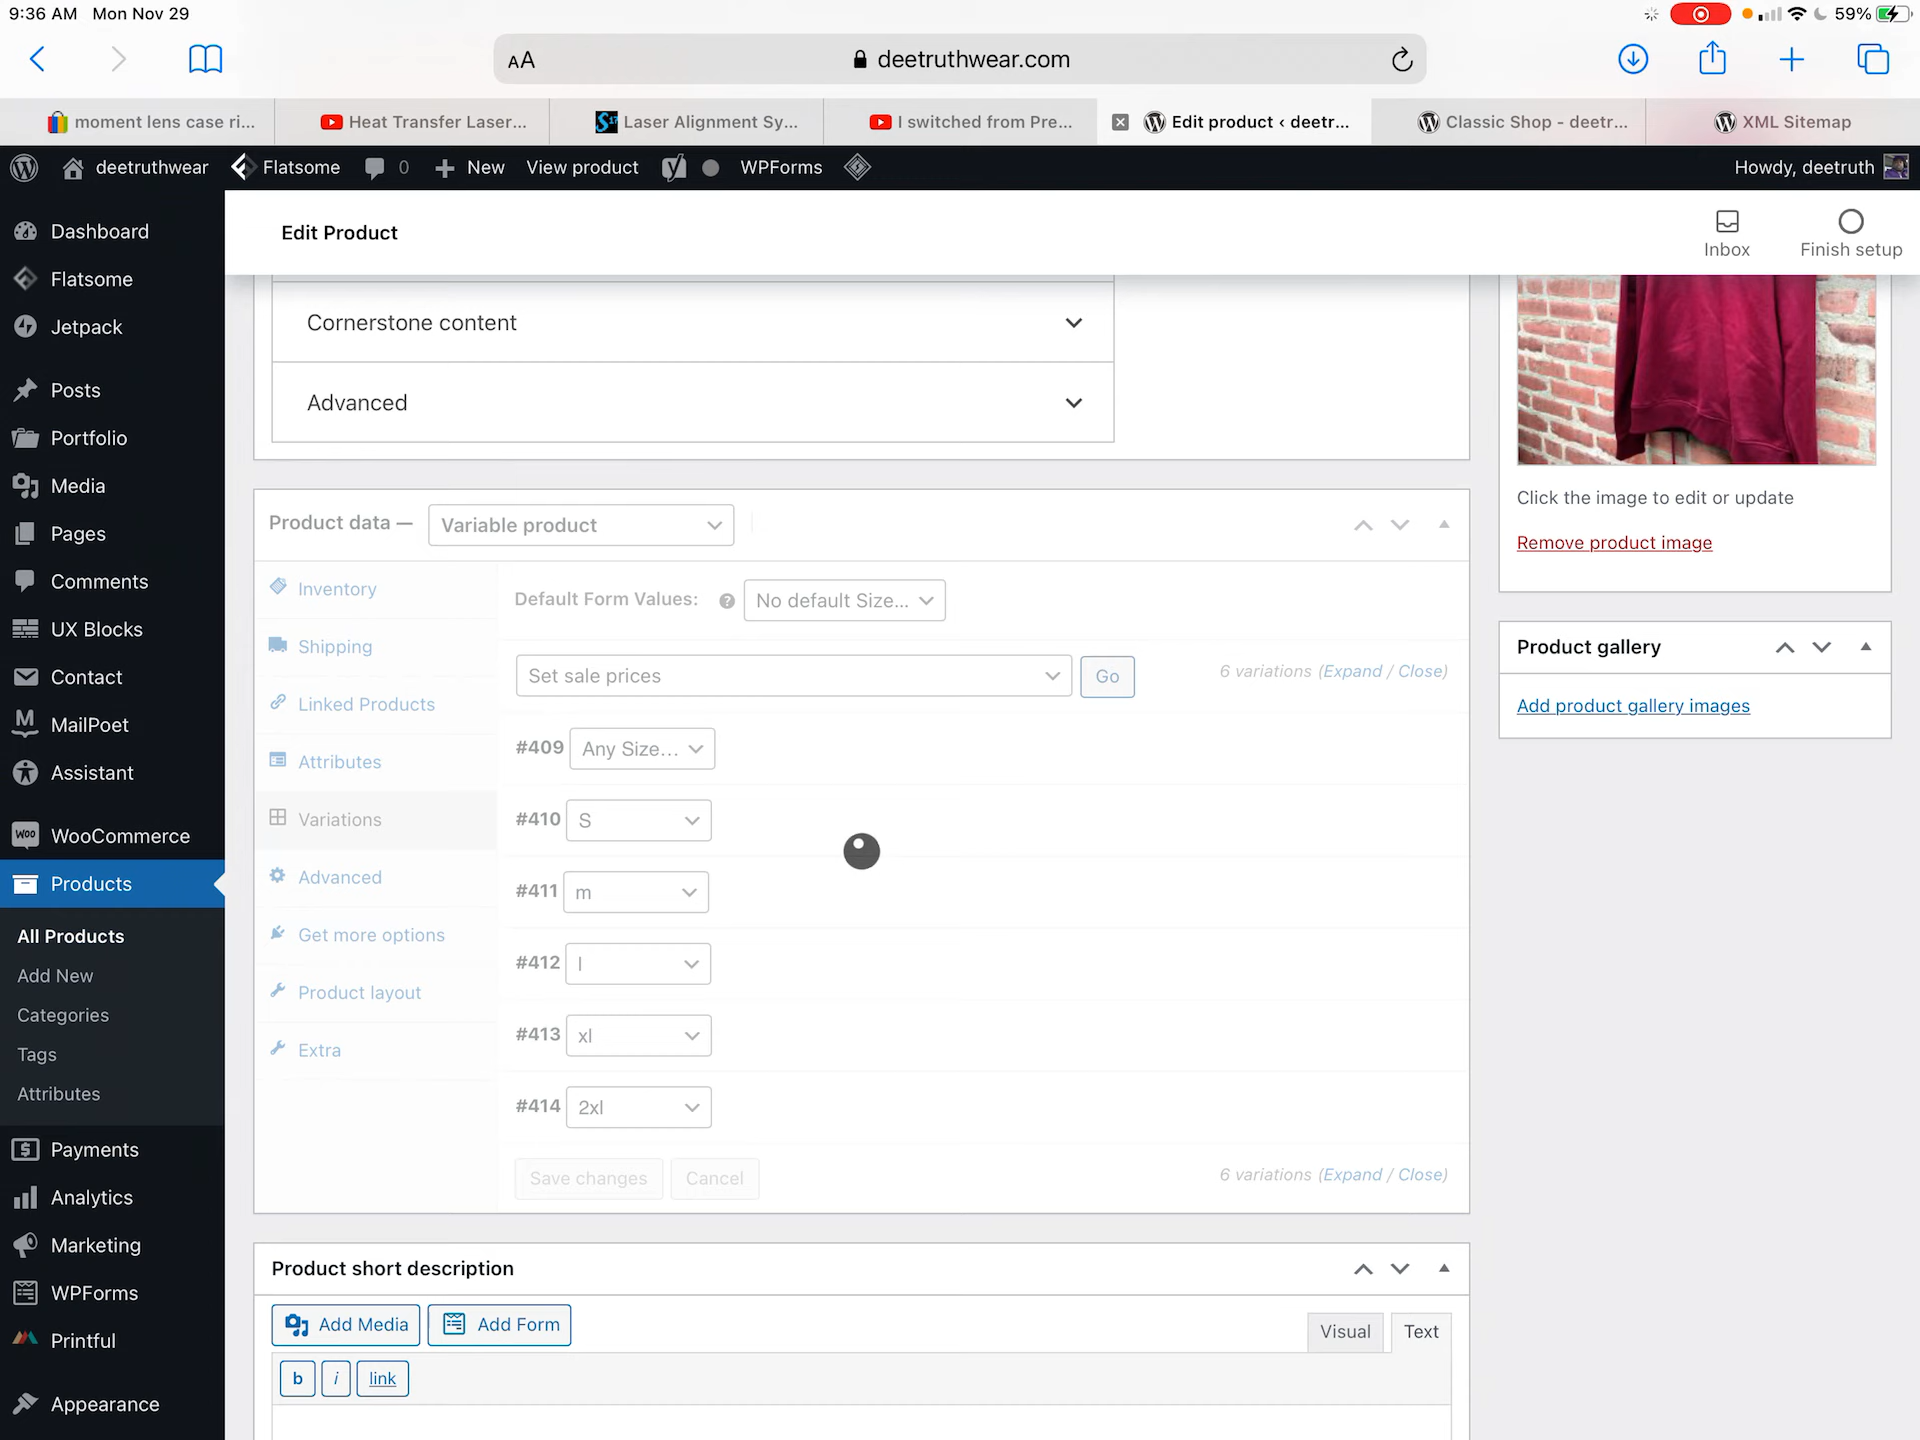 9:36 AM Mon Nov 29
59%
AA
deetruthwear.com
moment lens case ri...
Heat Transfer Laser...
Laser Alignment Sy...
I switched from Pre...
Edit product ‹ deetr...
Classic Shop - deetr...
XML Sitemap
deetruthwear
Flatsome
0
New
View product
WPForms
Howdy, deetruth
Dashboard
Flatsome
Jetpack
Posts
Portfolio
Media
Pages
Comments
UX Blocks
Contact
MailPoet
Assistant
WooCommerce
Products
All Products
Add New
Categories
Tags
Attributes
Payments
Analytics
Marketing
WPForms
Printful
Appearance
Edit Product
Inbox
Finish setup
Cornerstone content
Advanced
Product data — Variable product
Inventory
Shipping
Linked Products
Attributes
Variations
Advanced
Get more options
Product layout
Extra
Default Form Values: ? No default Size...
Set sale prices
Go
6 variations (Expand / Close)
#409 Any Size...
#410 S
#411 m
#412 l
#413 xl
#414 2xl
Save changes
Cancel
6 variations (Expand / Close)
Product short description
Add Media
Add Form
Visual
Text
b
i
link
Click the image to edit or update
Remove product image
Product gallery
Add product gallery images